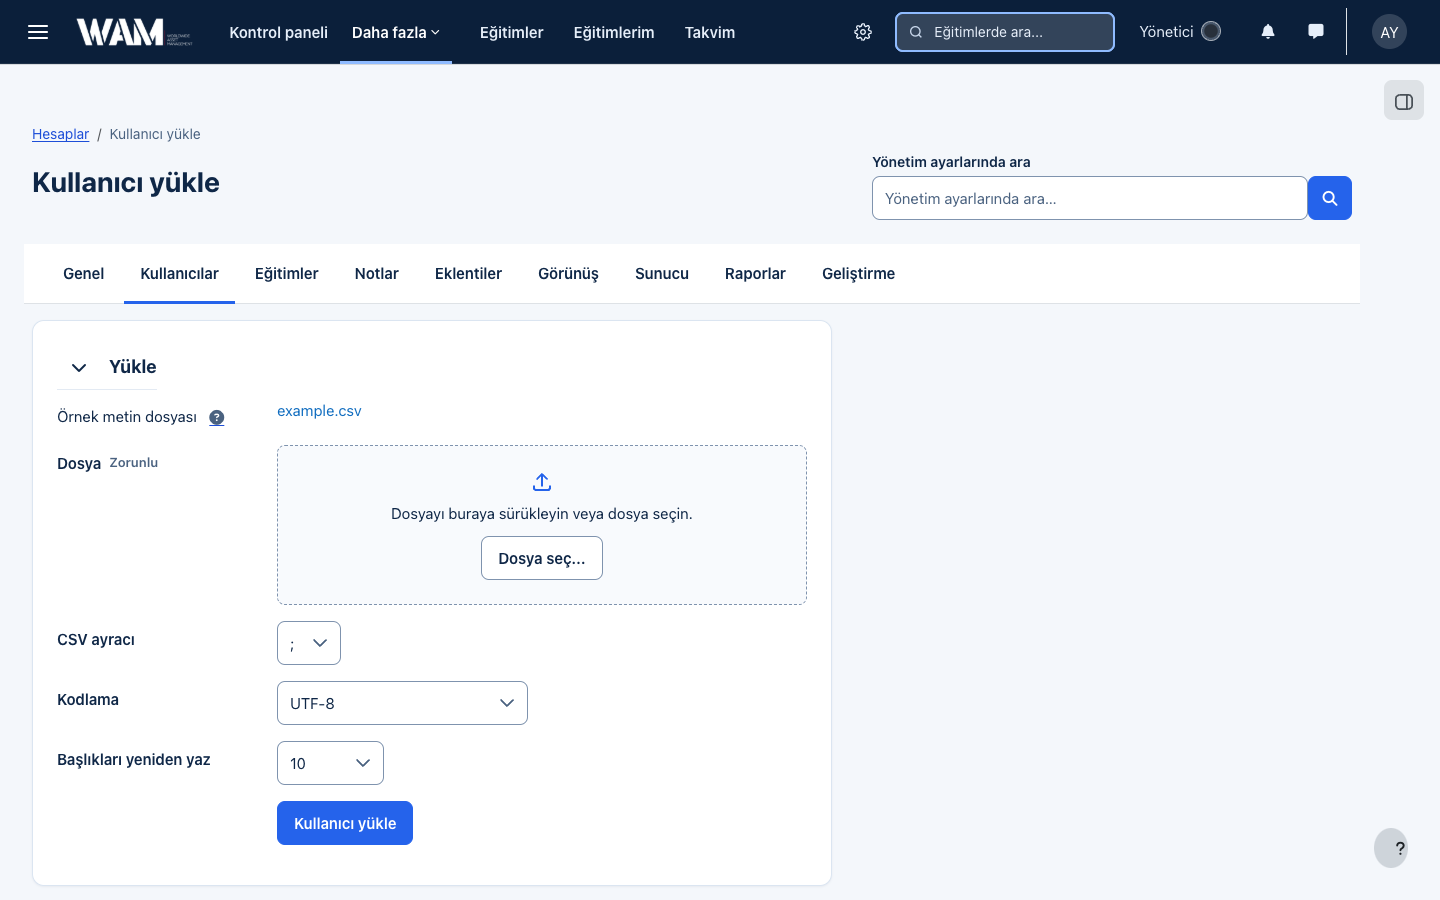 WAM WORLDWIDE ASSET MANAGEMENT
Kontrol paneli
Daha fazla
Eğitimler
Eğitimlerim
Takvim
Eğitimlerde ara...
Yönetici
AY
Hesaplar / Kullanıcı yükle
Kullanıcı yükle
Yönetim ayarlarında ara
Yönetim ayarlarında ara...
Genel
Kullanıcılar
Eğitimler
Notlar
Eklentiler
Görünüş
Sunucu
Raporlar
Geliştirme
Yükle
Örnek metin dosyası ?
example.csv
Dosya Zorunlu
Dosyayı buraya sürükleyin veya dosya seçin.
Dosya seç...
CSV ayracı
;
Kodlama
UTF-8
Başlıkları yeniden yaz
10
Kullanıcı yükle
?